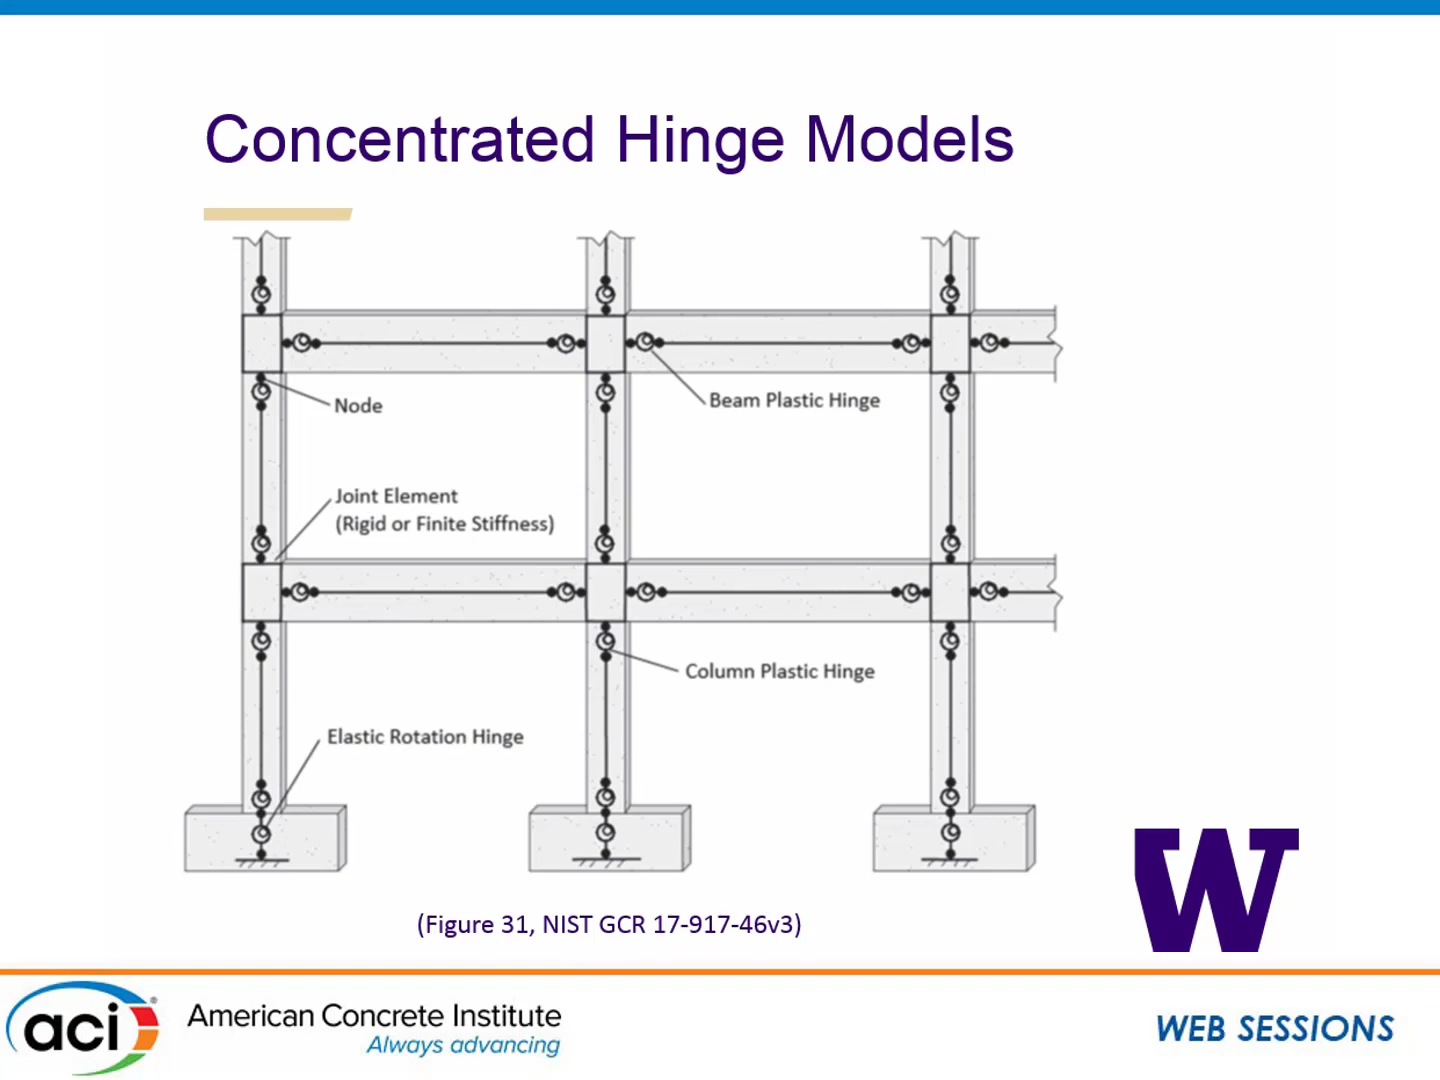 Concentrated Hinge Models
Node
Beam Plastic Hinge
Joint Element
(Rigid or Finite Stiffness)
Column Plastic Hinge
Elastic Rotation Hinge
(Figure 31, NIST GCR 17-917-46v3)
W
aci®
American Concrete Institute
Always advancing
WEB SESSIONS